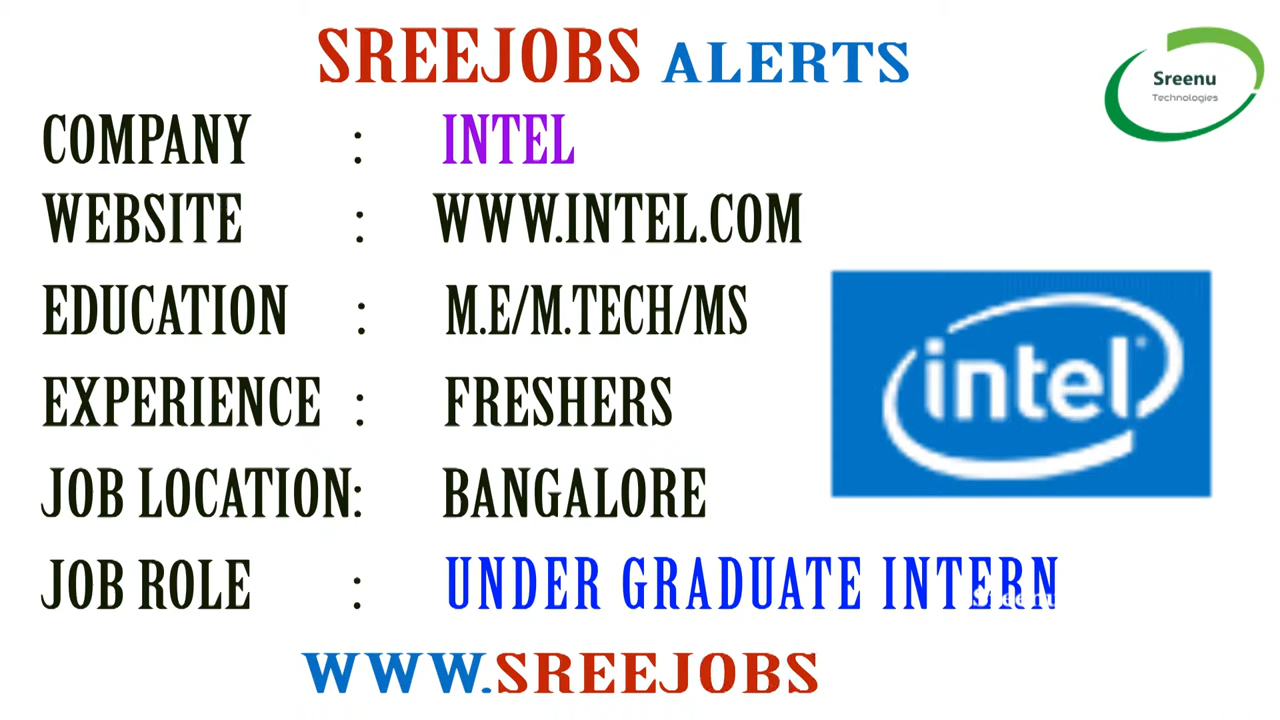 SREEJOBS ALERTS
Sreenu
Technologies
COMPANY : INTEL
WEBSITE : WWW.INTEL.COM
EDUCATION : M.E/M.TECH/MS
intel
EXPERIENCE : FRESHERS
JOB LOCATION: BANGALORE
JOB ROLE : UNDER GRADUATE INTERN
Sreenu
WWW.SREEJOBS